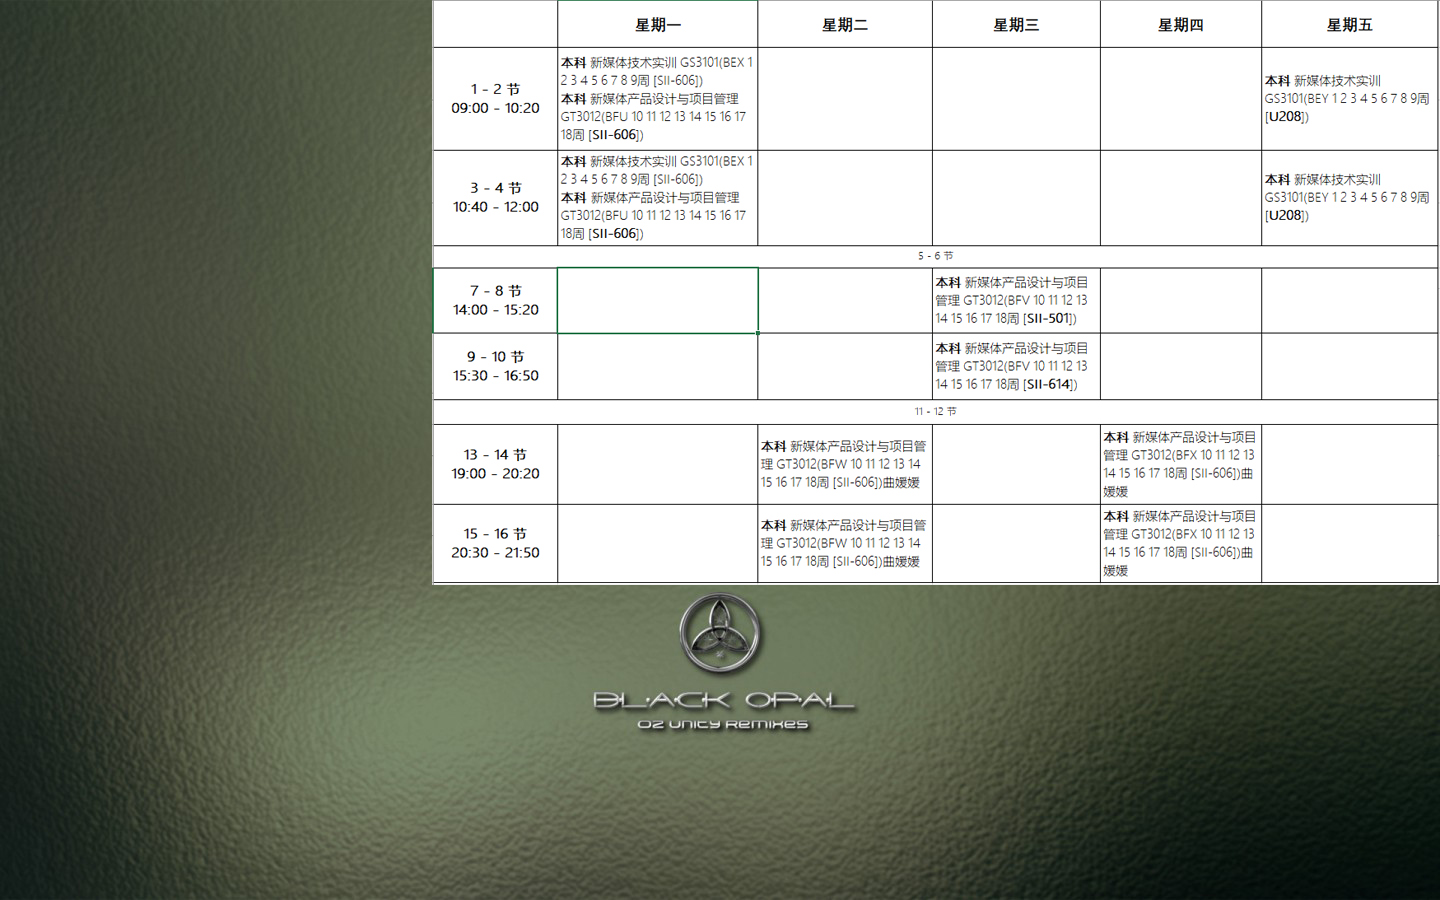 星期一 星期二 星期三 星期四 星期五
1 - 2 节
09:00 - 10:20
本科 新媒体技术实训 GS3101(BEX 1
2 3 4 5 6 7 8 9周 [SII-606])
本科 新媒体产品设计与项目管理
GT3012(BFU 10 11 12 13 14 15 16 17
18周 [SII-606])
本科 新媒体技术实训
GS3101(BEY 1 2 3 4 5 6 7 8 9周
[U208])
3 - 4 节
10:40 - 12:00
本科 新媒体技术实训 GS3101(BEX 1
2 3 4 5 6 7 8 9周 [SII-606])
本科 新媒体产品设计与项目管理
GT3012(BFU 10 11 12 13 14 15 16 17
18周 [SII-606])
本科 新媒体技术实训
GS3101(BEY 1 2 3 4 5 6 7 8 9周
[U208])
5 - 6 节
7 - 8 节
14:00 - 15:20
本科 新媒体产品设计与项目
管理 GT3012(BFV 10 11 12 13
14 15 16 17 18周 [SII-501])
9 - 10 节
15:30 - 16:50
本科 新媒体产品设计与项目
管理 GT3012(BFV 10 11 12 13
14 15 16 17 18周 [SII-614])
11 - 12 节
13 - 14 节
19:00 - 20:20
本科 新媒体产品设计与项目管
理 GT3012(BFW 10 11 12 13 14
15 16 17 18周 [SII-606])曲媛媛
本科 新媒体产品设计与项目
管理 GT3012(BFX 10 11 12 13
14 15 16 17 18周 [SII-606])曲
媛媛
15 - 16 节
20:30 - 21:50
本科 新媒体产品设计与项目管
理 GT3012(BFW 10 11 12 13 14
15 16 17 18周 [SII-606])曲媛媛
本科 新媒体产品设计与项目
管理 GT3012(BFX 10 11 12 13
14 15 16 17 18周 [SII-606])曲
媛媛
BLACK OPAL
OZ UNITY REMIXES